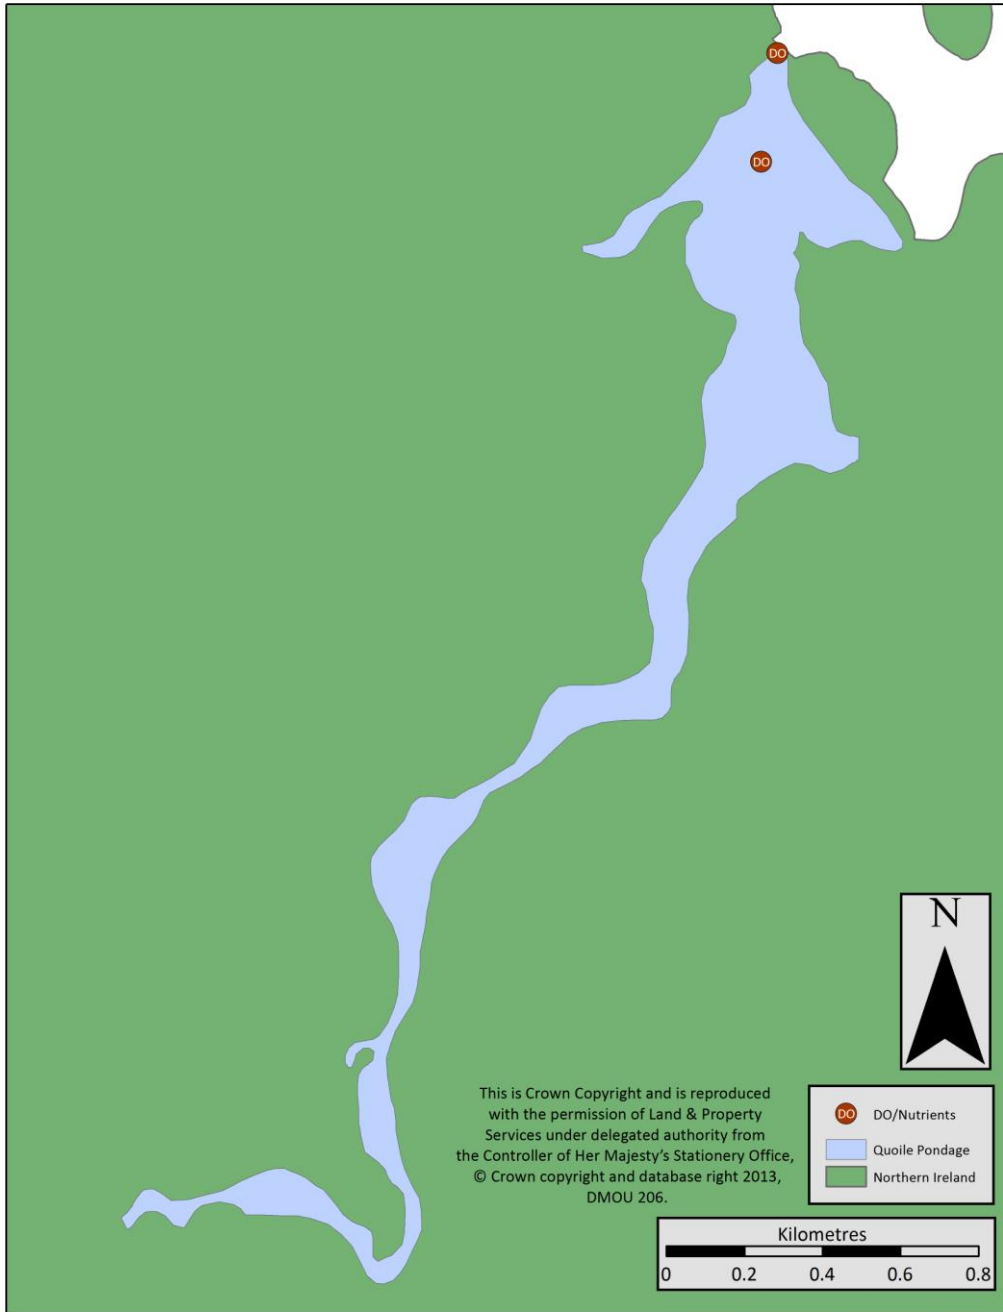 DO
DO
N
This is Crown Copyright and is reproduced
with the permission of Land & Property
Services under delegated authority from
the Controller of Her Majesty's Stationery Office,
© Crown copyright and database right 2013,
DMOU 206.
DO DO/Nutrients
Quoile Pondage
Northern Ireland
Kilometres
0 0.2 0.4 0.6 0.8